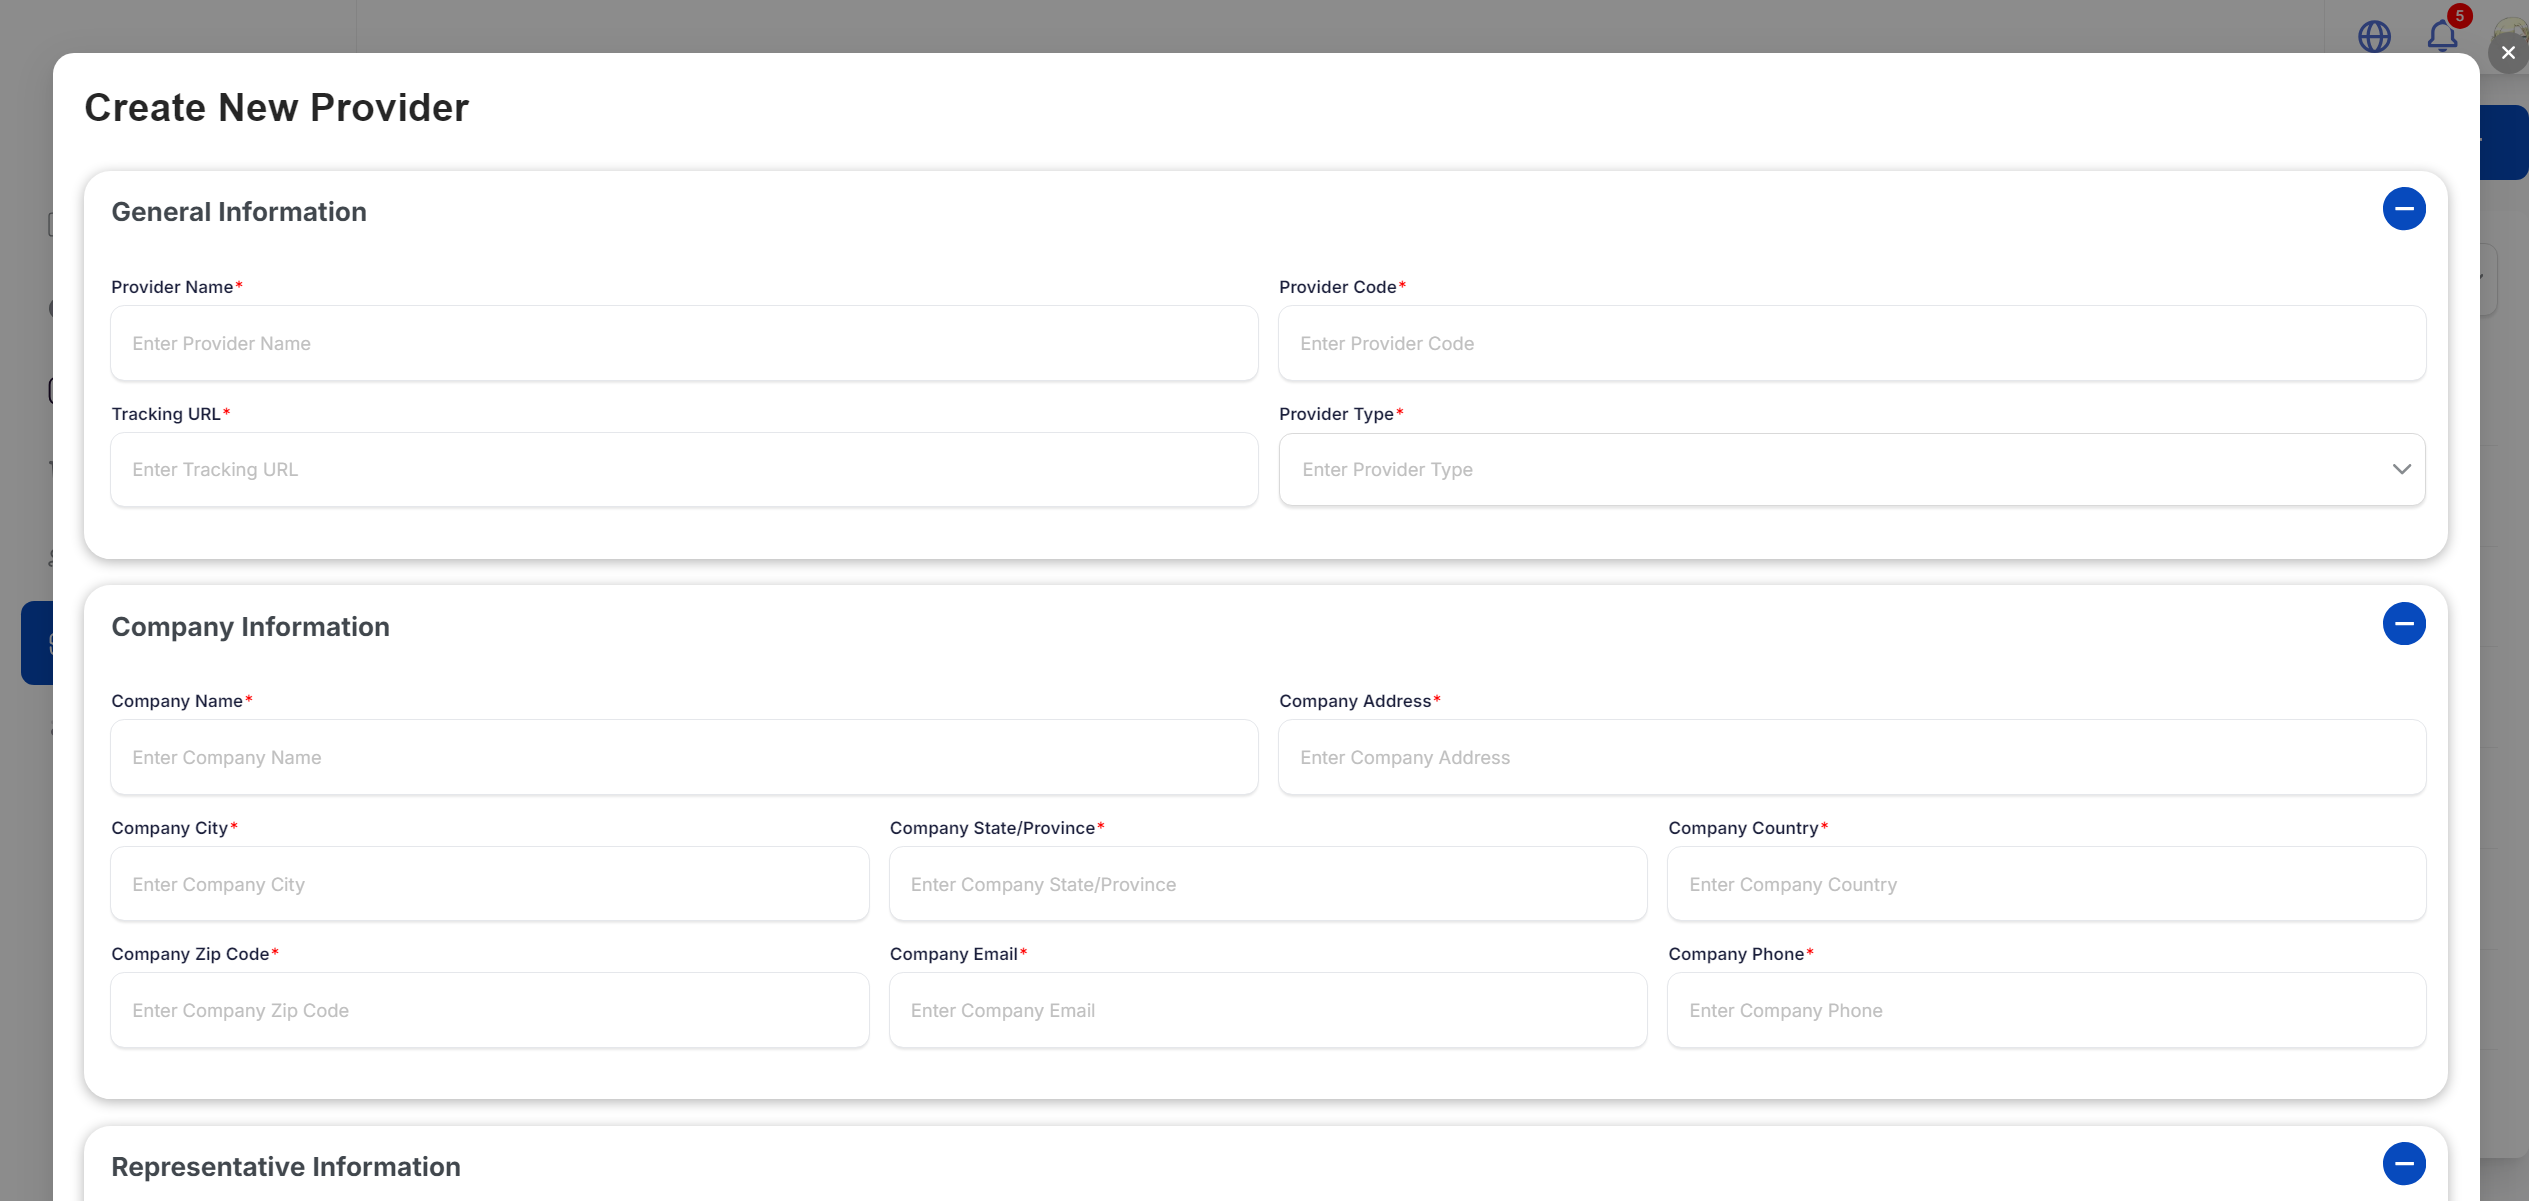 5
Create New Provider
General Information
Provider Name* Provider Code*
Enter Provider Name Enter Provider Code
Tracking URL* Provider Type*
Enter Tracking URL Enter Provider Type
Company Information
Company Name* Company Address*
Enter Company Name Enter Company Address
Company City* Company State/Province* Company Country*
Enter Company City Enter Company State/Province Enter Company Country
Company Zip Code* Company Email* Company Phone*
Enter Company Zip Code Enter Company Email Enter Company Phone
Representative Information